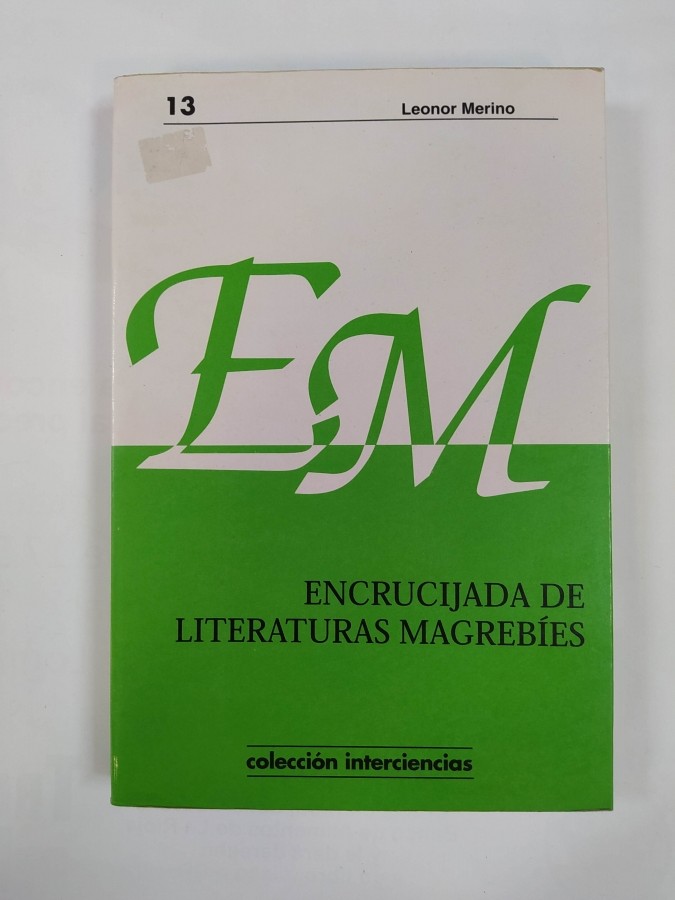 13
Leonor Merino
EM
ENCRUCIJADA DE
LITERATURAS MAGREBÍES
colección interciencias